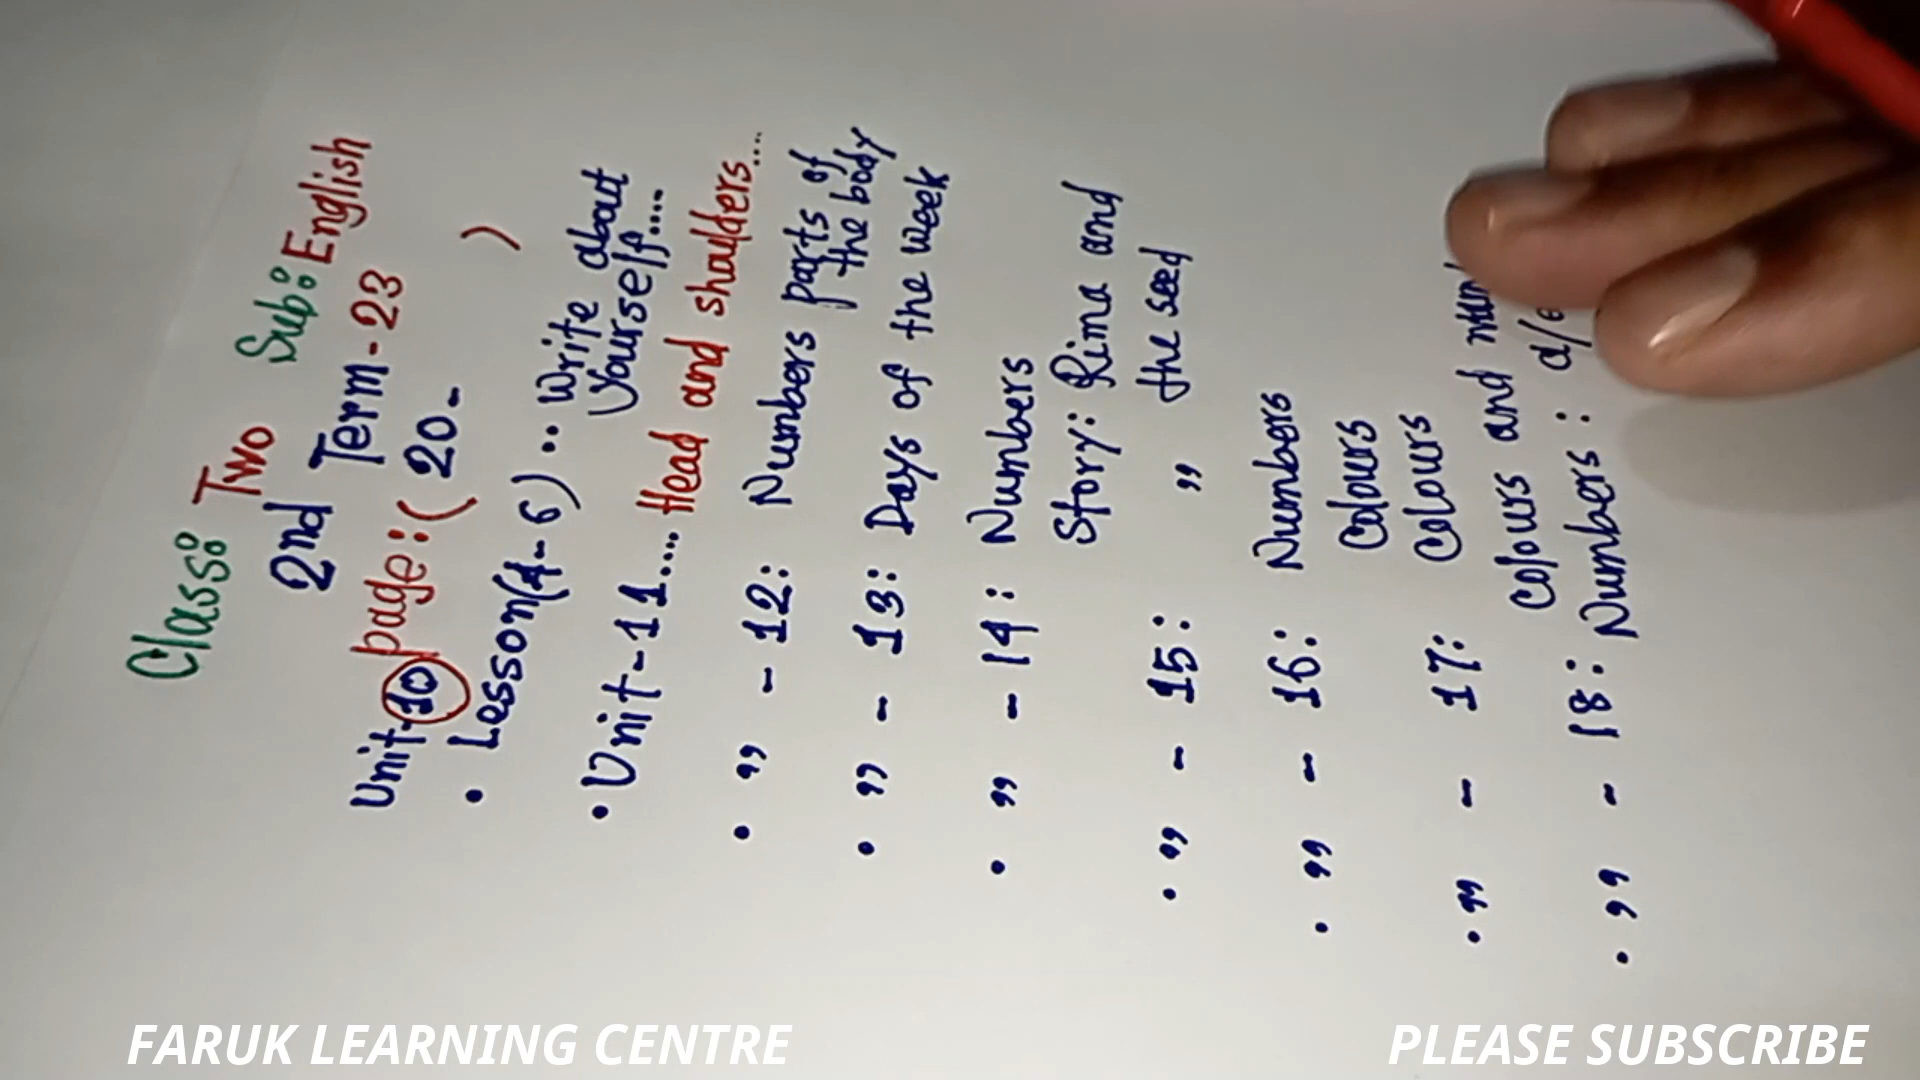 Class: Two Sub: English
2nd Term-23
Unit-10 page: ( 20- )
• Lesson(4-6).. Write about
Yourself....
• Unit-11.... Head and shoulders....
• ,, - 12: Numbers parts of
the body
• ,, - 13: Days of the week
• ,, - 14: Numbers
Story: Rima and
• ,, - 15: ,, the seed
• ,, - 16: Numbers
Colours
• ,, - 17: Colours
Colours and
• ,, - 18: Numbers :
FARUK LEARNING CENTRE
PLEASE SUBSCRIBE